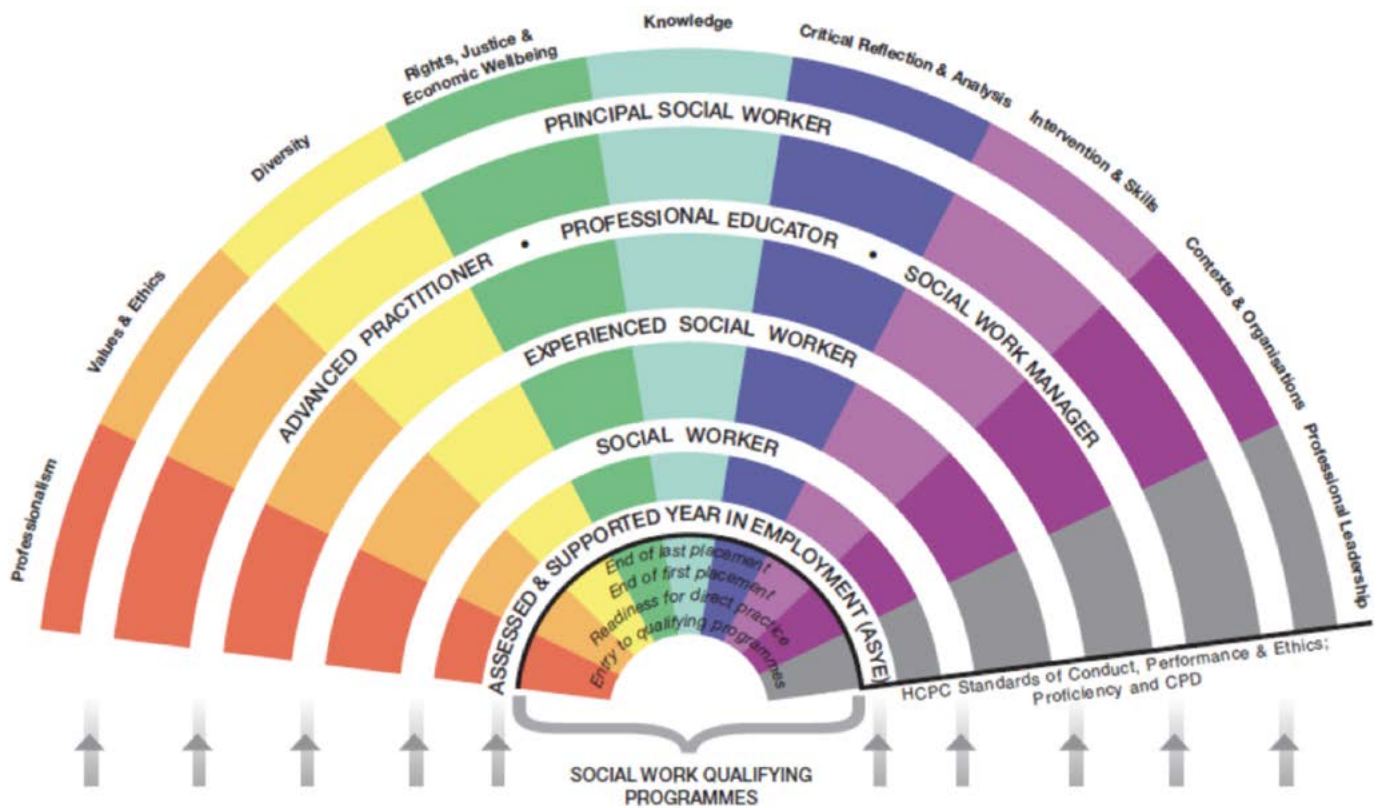 Professionalism
Values & Ethics
Diversity
Rights, Justice &
Economic Wellbeing
Knowledge
Critical Reflection & Analysis
Intervention & Skills
Contexts & Organisations
Professional Leadership
PRINCIPAL SOCIAL WORKER
ADVANCED PRACTITIONER • PROFESSIONAL EDUCATOR • SOCIAL WORK MANAGER
EXPERIENCED SOCIAL WORKER
SOCIAL WORKER
ASSESSED & SUPPORTED YEAR IN EMPLOYMENT (ASYE)
End of last placement
End of first placement
Readiness for direct practice
Entry to qualifying programmes
HCPC Standards of Conduct, Performance & Ethics;
Proficiency and CPD
SOCIAL WORK QUALIFYING
PROGRAMMES